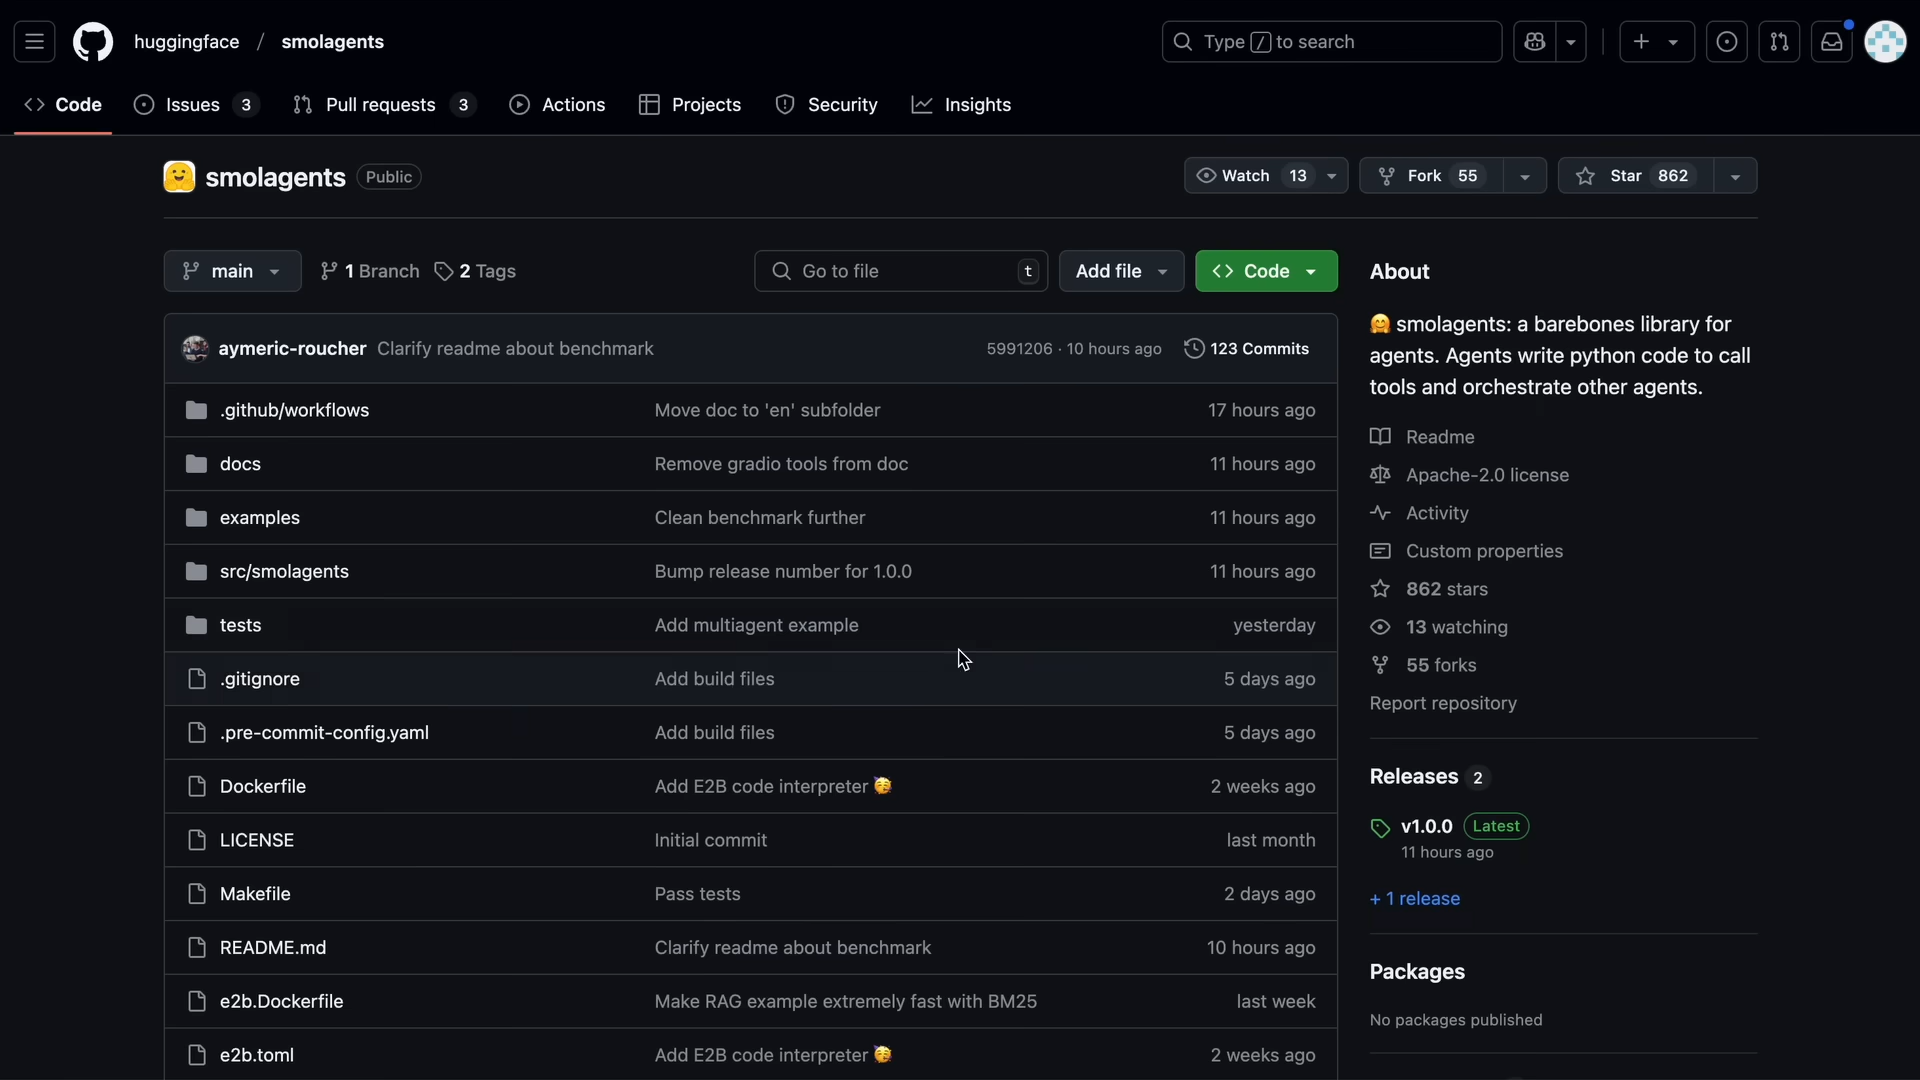 huggingface / smolagents
Type / to search
Code
Issues 3
Pull requests 3
Actions
Projects
Security
Insights
smolagents Public
Watch 13
Fork 55
Star 862
main
1 Branch
2 Tags
Go to file t
Add file
Code
aymeric-roucher Clarify readme about benchmark 5991206 · 10 hours ago 123 Commits
.github/workflows Move doc to 'en' subfolder 17 hours ago
docs Remove gradio tools from doc 11 hours ago
examples Clean benchmark further 11 hours ago
src/smolagents Bump release number for 1.0.0 11 hours ago
tests Add multiagent example yesterday
.gitignore Add build files 5 days ago
.pre-commit-config.yaml Add build files 5 days ago
Dockerfile Add E2B code interpreter 🥳 2 weeks ago
LICENSE Initial commit last month
Makefile Pass tests 2 days ago
README.md Clarify readme about benchmark 10 hours ago
e2b.Dockerfile Make RAG example extremely fast with BM25 last week
e2b.toml Add E2B code interpreter 🥳 2 weeks ago
About
🤗 smolagents: a barebones library for
agents. Agents write python code to call
tools and orchestrate other agents.
Readme
Apache-2.0 license
Activity
Custom properties
862 stars
13 watching
55 forks
Report repository
Releases 2
v1.0.0 Latest
11 hours ago
+ 1 release
Packages
No packages published